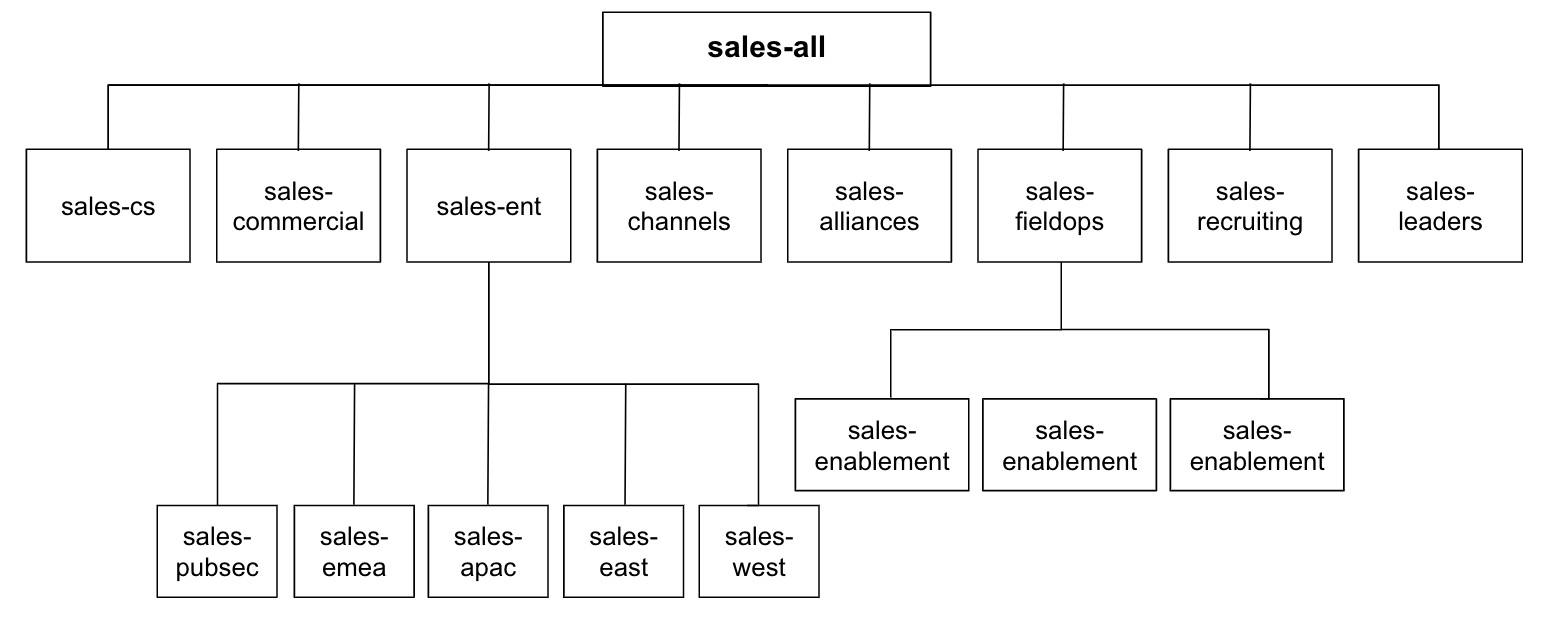 sales-all
sales-cs
sales-
commercial
sales-ent
sales-
channels
sales-
alliances
sales-
fieldops
sales-
recruiting
sales-
leaders
sales-
enablement
sales-
enablement
sales-
enablement
sales-
pubsec
sales-
emea
sales-
apac
sales-
east
sales-
west